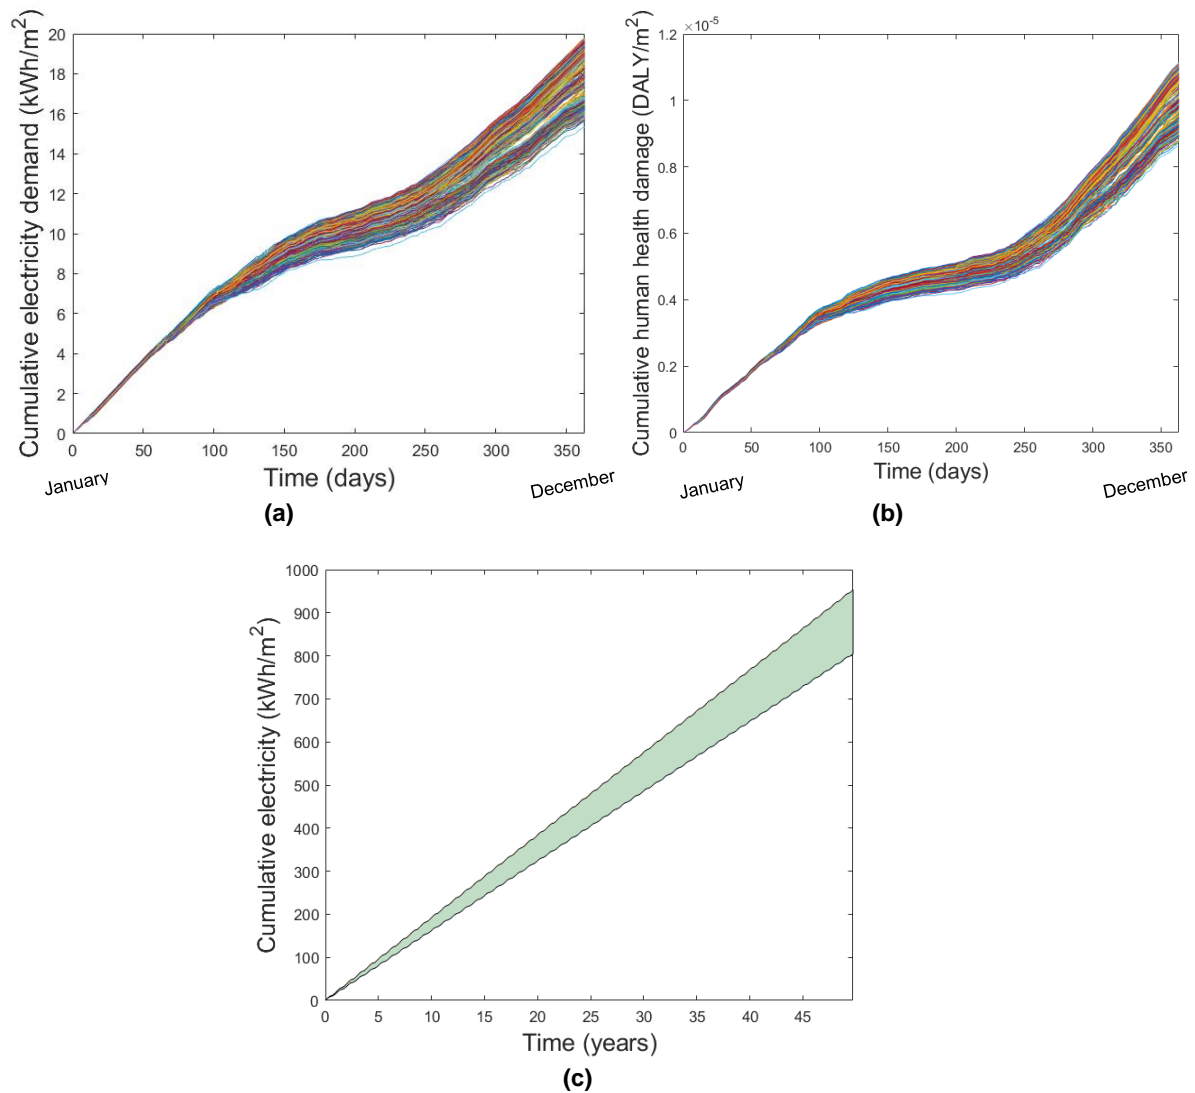 Cumulative electricity demand (kWh/m²)
20
18
16
14
12
10
8
6
4
2
0
0 50 100 150 200 250 300 350
January
Time (days)
December
(a)
Cumulative human health damage (DALY/m²)
×10⁻⁵
1.2
1
0.8
0.6
0.4
0.2
0
0 50 100 150 200 250 300 350
January
Time (days)
December
(b)
Cumulative electricity (kWh/m²)
1000
900
800
700
600
500
400
300
200
100
0
0 5 10 15 20 25 30 35 40 45
Time (years)
(c)